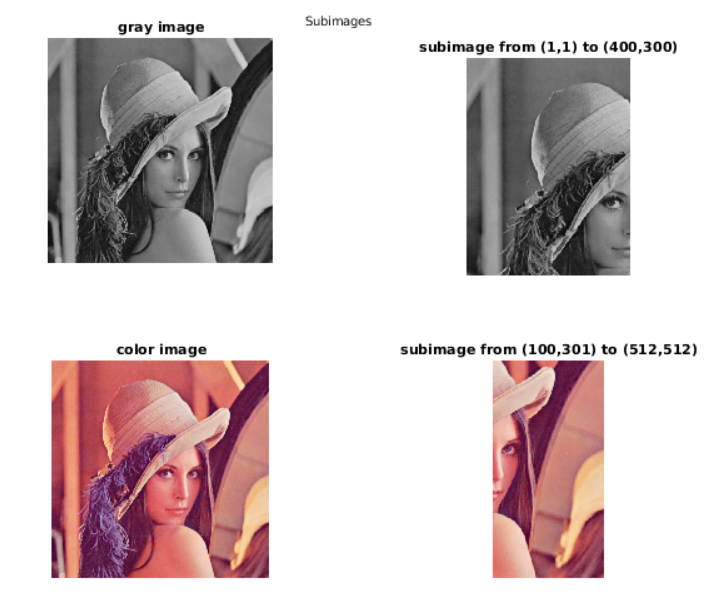 Subimages
gray image
subimage from (1,1) to (400,300)
color image
subimage from (100,301) to (512,512)